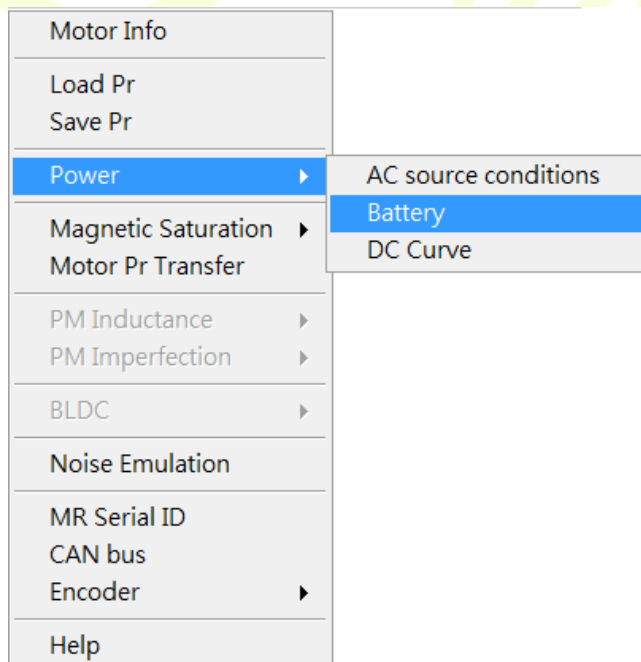 Motor Info
Load Pr
Save Pr
Power
AC source conditions
Battery
DC Curve
Magnetic Saturation
Motor Pr Transfer
PM Inductance
PM Imperfection
BLDC
Noise Emulation
MR Serial ID
CAN bus
Encoder
Help